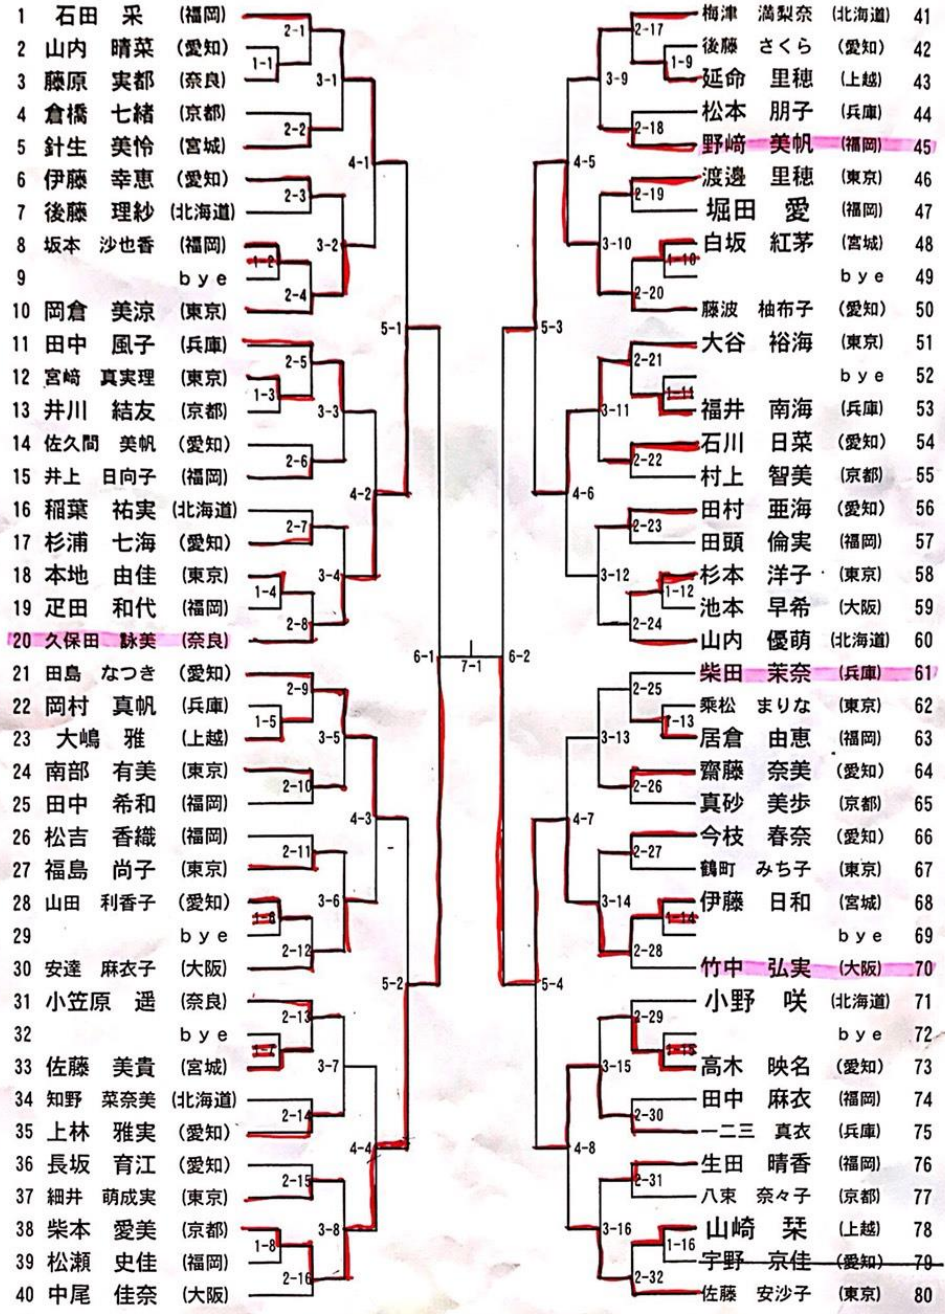 1 石田 采 (福岡)
2 山内 晴菜 (愛知)
3 藤原 実都 (奈良)
4 倉橋 七緒 (京都)
5 針生 美怜 (宮城)
6 伊藤 幸恵 (愛知)
7 後藤 理紗 (北海道)
8 坂本 沙也香 (福岡)
9 bye
10 岡倉 美涼 (東京)
11 田中 風子 (兵庫)
12 宮﨑 真実理 (東京)
13 井川 結友 (京都)
14 佐久間 美帆 (愛知)
15 井上 日向子 (福岡)
16 稲葉 祐実 (北海道)
17 杉浦 七海 (愛知)
18 本地 由佳 (東京)
19 疋田 和代 (福岡)
20 久保田 詠美 (奈良)
21 田島 なつき (愛知)
22 岡村 真帆 (兵庫)
23 大嶋 雅 (上越)
24 南部 有美 (東京)
25 田中 希和 (福岡)
26 松吉 香織 (福岡)
27 福島 尚子 (東京)
28 山田 利香子 (愛知)
29 bye
30 安達 麻衣子 (大阪)
31 小笠原 遥 (奈良)
32 bye
33 佐藤 美貴 (宮城)
34 知野 菜奈美 (北海道)
35 上林 雅実 (愛知)
36 長坂 育江 (愛知)
37 細井 萌成実 (東京)
38 柴本 愛美 (京都)
39 松瀬 史佳 (福岡)
40 中尾 佳奈 (大阪)
1-1
1-2
1-3
1-4
1-5
1-6
1-7
1-8
2-1
2-2
2-3
2-4
2-5
2-6
2-7
2-8
2-9
2-10
2-11
2-12
2-13
2-14
2-15
2-16
3-1
3-2
3-3
3-4
3-5
3-6
3-7
3-8
4-1
4-2
4-3
4-4
5-1
5-2
6-1
7-1
6-2
5-3
5-4
4-5
4-6
4-7
4-8
3-9
3-10
3-11
3-12
3-13
3-14
3-15
3-16
2-17
2-18
2-19
2-20
2-21
2-22
2-23
2-24
2-25
2-26
2-27
2-28
2-29
2-30
2-31
2-32
1-9
1-10
1-11
1-12
1-13
1-14
1-15
1-16
梅津 満梨奈 (北海道) 41
後藤 さくら (愛知) 42
延命 里穂 (上越) 43
松本 朋子 (兵庫) 44
野﨑 美帆 (福岡) 45
渡邊 里穂 (東京) 46
堀田 愛 (福岡) 47
白坂 紅茅 (宮城) 48
bye 49
藤波 柚布子 (愛知) 50
大谷 裕海 (東京) 51
bye 52
福井 南海 (兵庫) 53
石川 日菜 (愛知) 54
村上 智美 (京都) 55
田村 亜海 (愛知) 56
田頭 倫実 (福岡) 57
杉本 洋子 (東京) 58
池本 早希 (大阪) 59
山内 優萌 (北海道) 60
柴田 茉奈 (兵庫) 61
乗松 まりな (東京) 62
居倉 由恵 (福岡) 63
齋藤 奈美 (愛知) 64
真砂 美歩 (京都) 65
今枝 春奈 (愛知) 66
鶴町 みち子 (東京) 67
伊藤 日和 (宮城) 68
bye 69
竹中 弘実 (大阪) 70
小野 咲 (北海道) 71
bye 72
高木 映名 (愛知) 73
田中 麻衣 (福岡) 74
一二三 真衣 (兵庫) 75
生田 晴香 (福岡) 76
八束 奈々子 (京都) 77
山崎 栞 (上越) 78
宇野 京佳 (愛知) 79
佐藤 安沙子 (東京) 80